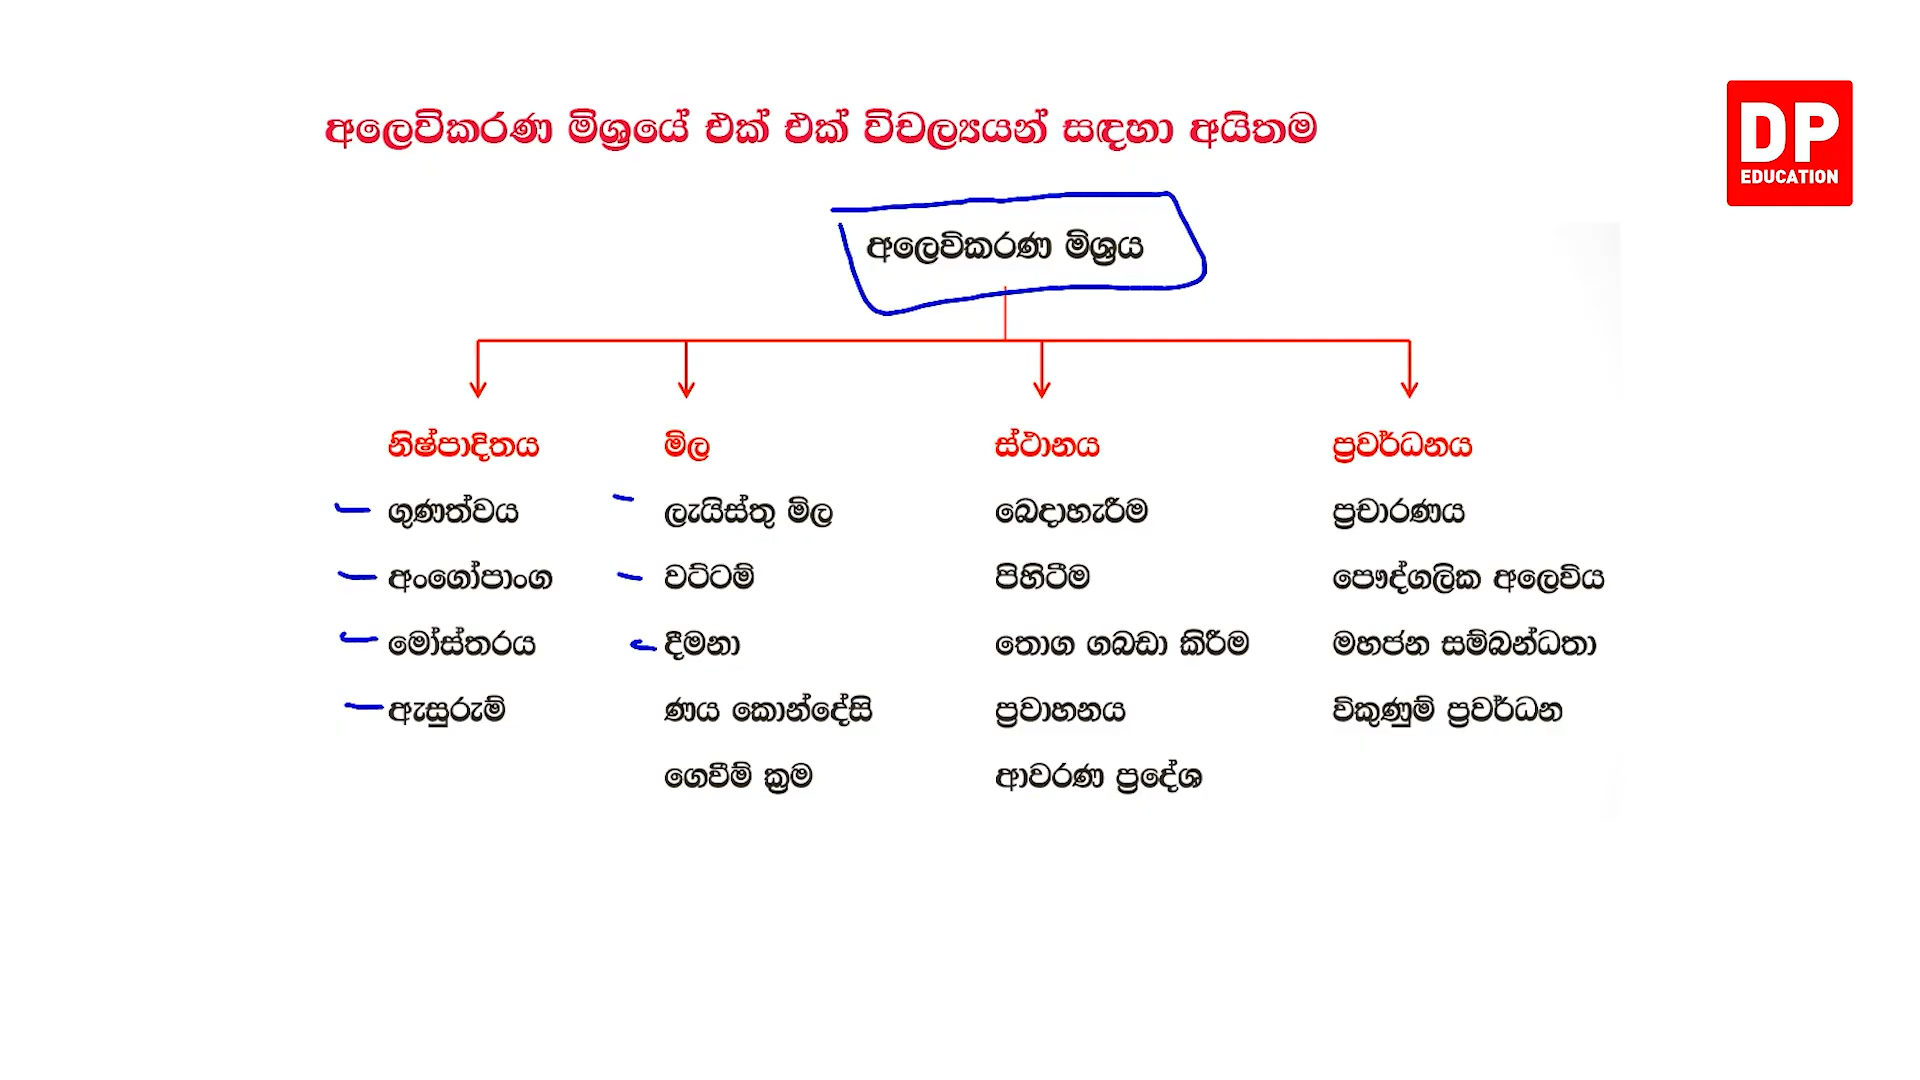 අලෙවිකරණ මිශ්‍රයේ එක් එක් විචල්‍යයන් සඳහා අයිතම
DP
EDUCATION
අලෙවිකරණ මිශ්‍රය
නිෂ්පාදිතය
ගුණත්වය
අංගෝපාංග
මෝස්තරය
ඇසුරුම්
මිල
ලැයිස්තු මිල
වට්ටම්
දීමනා
ණය කොන්දේසි
ගෙවීම් ක්‍රම
ස්ථානය
බෙදාහැරීම
පිහිටීම
තොග ගබඩා කිරීම
ප්‍රවාහනය
ආවරණ ප්‍රදේශ
ප්‍රවර්ධනය
ප්‍රචාරණය
පෞද්ගලික අලෙවිය
මහජන සම්බන්ධතා
විකුණුම් ප්‍රවර්ධන